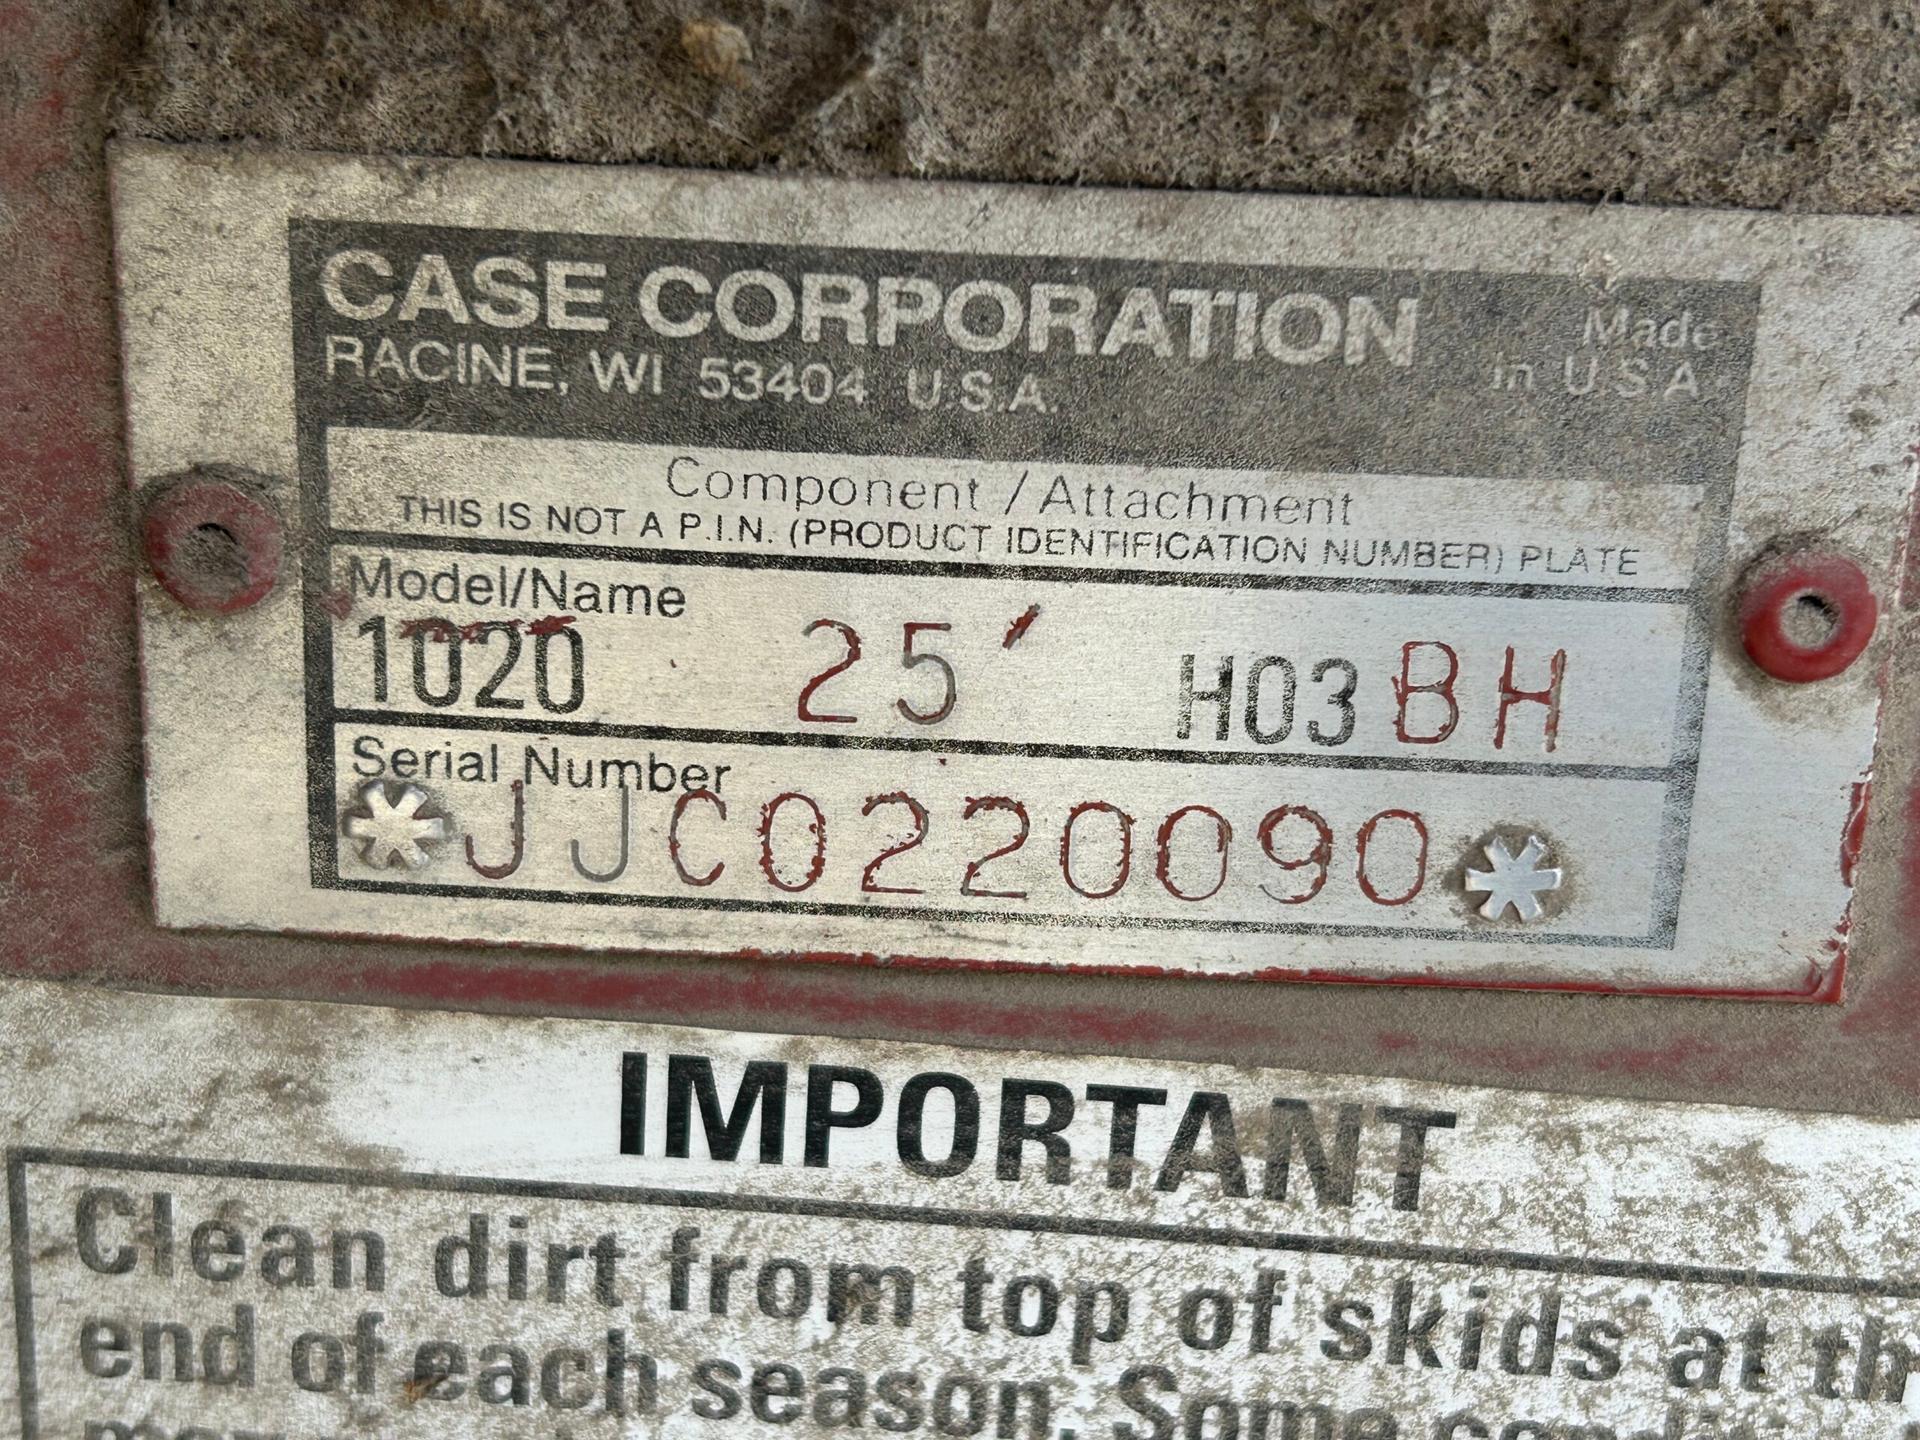 CASE CORPORATION
RACINE, WI 53404 U.S.A.
Made
in U S A.
Component / Attachment
THIS IS NOT A P.I.N. (PRODUCT IDENTIFICATION NUMBER) PLATE
Model/Name
1020 25′ H03BH
Serial Number
*JJC0220090*
IMPORTANT
Clean dirt from top of skids at
end of each season. Some